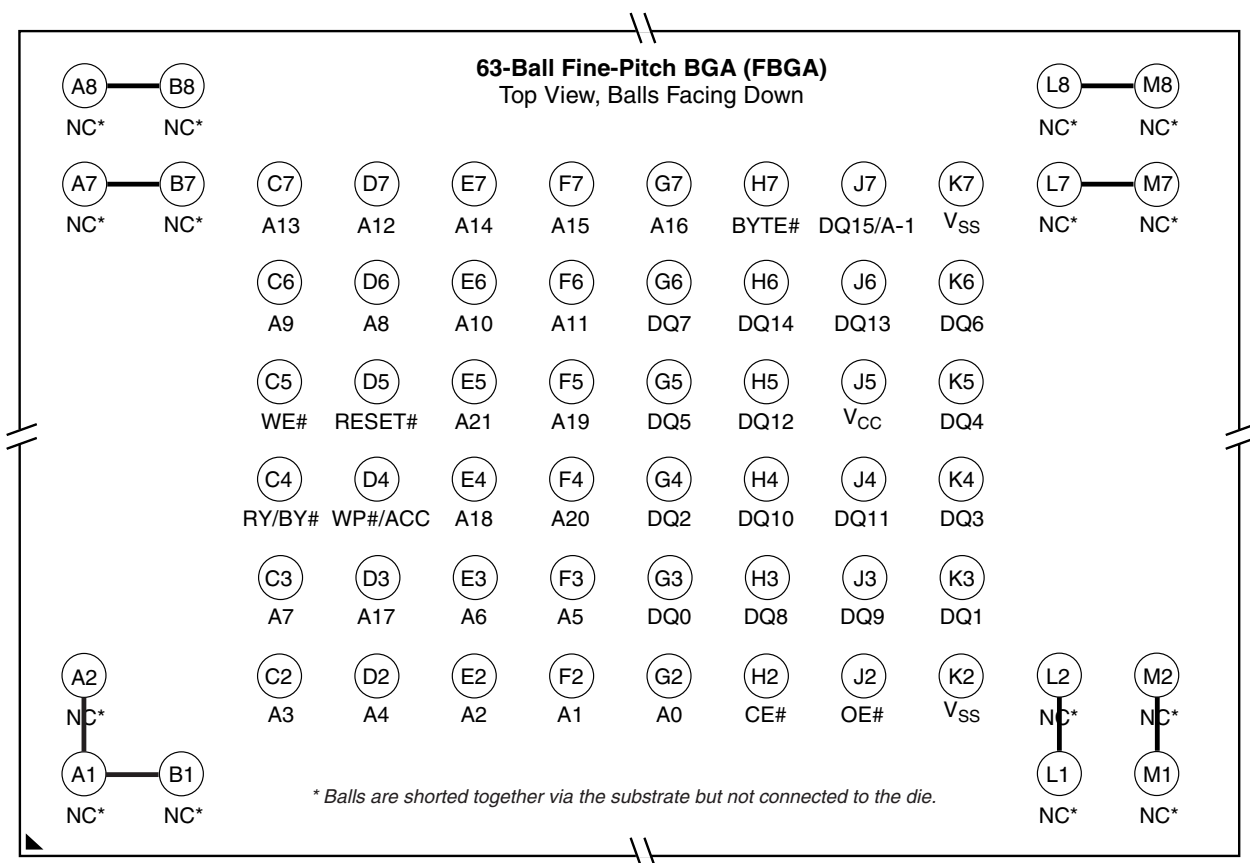 63-Ball Fine-Pitch BGA (FBGA)
Top View, Balls Facing Down
A8 B8 L8 M8
NC* NC* NC* NC*
A7 B7 C7 D7 E7 F7 G7 H7 J7 K7 L7 M7
NC* NC* A13 A12 A14 A15 A16 BYTE# DQ15/A-1 VSS NC* NC*
C6 D6 E6 F6 G6 H6 J6 K6
A9 A8 A10 A11 DQ7 DQ14 DQ13 DQ6
C5 D5 E5 F5 G5 H5 J5 K5
WE# RESET# A21 A19 DQ5 DQ12 VCC DQ4
C4 D4 E4 F4 G4 H4 J4 K4
RY/BY# WP#/ACC A18 A20 DQ2 DQ10 DQ11 DQ3
C3 D3 E3 F3 G3 H3 J3 K3
A7 A17 A6 A5 DQ0 DQ8 DQ9 DQ1
A2 C2 D2 E2 F2 G2 H2 J2 K2 L2 M2
NC* A3 A4 A2 A1 A0 CE# OE# VSS NC* NC*
A1 B1 L1 M1
NC* NC* NC* NC*
* Balls are shorted together via the substrate but not connected to the die.